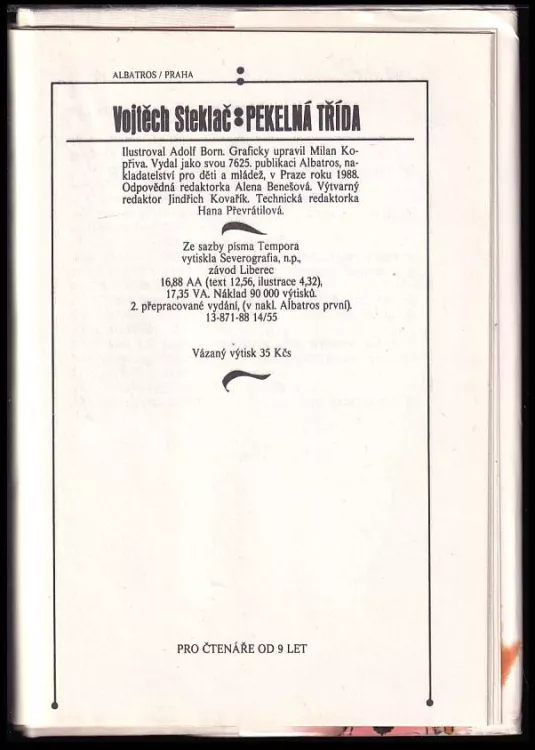 ALBATROS / PRAHA
Vojtěch Steklač: PEKELNÁ TŘÍDA
Ilustroval Adolf Born. Graficky upravil Milan Ko-
přiva. Vydal jako svou 7625. publikaci Albatros, na-
kladatelství pro děti a mládež, v Praze roku 1988.
Odpovědná redaktorka Alena Benešová. Výtvarný
redaktor Jindřich Kovařík. Technická redaktorka
Hana Převrátilová.
Ze sazby písma Tempora
vytiskla Severografia, n.p.,
závod Liberec
16,88 AA (text 12,56, ilustrace 4,32),
17,35 VA. Náklad 90 000 výtisků.
2. přepracované vydání, (v nakl. Albatros první).
13-871-88 14/55
Vázaný výtisk 35 Kčs
PRO ČTENÁŘE OD 9 LET